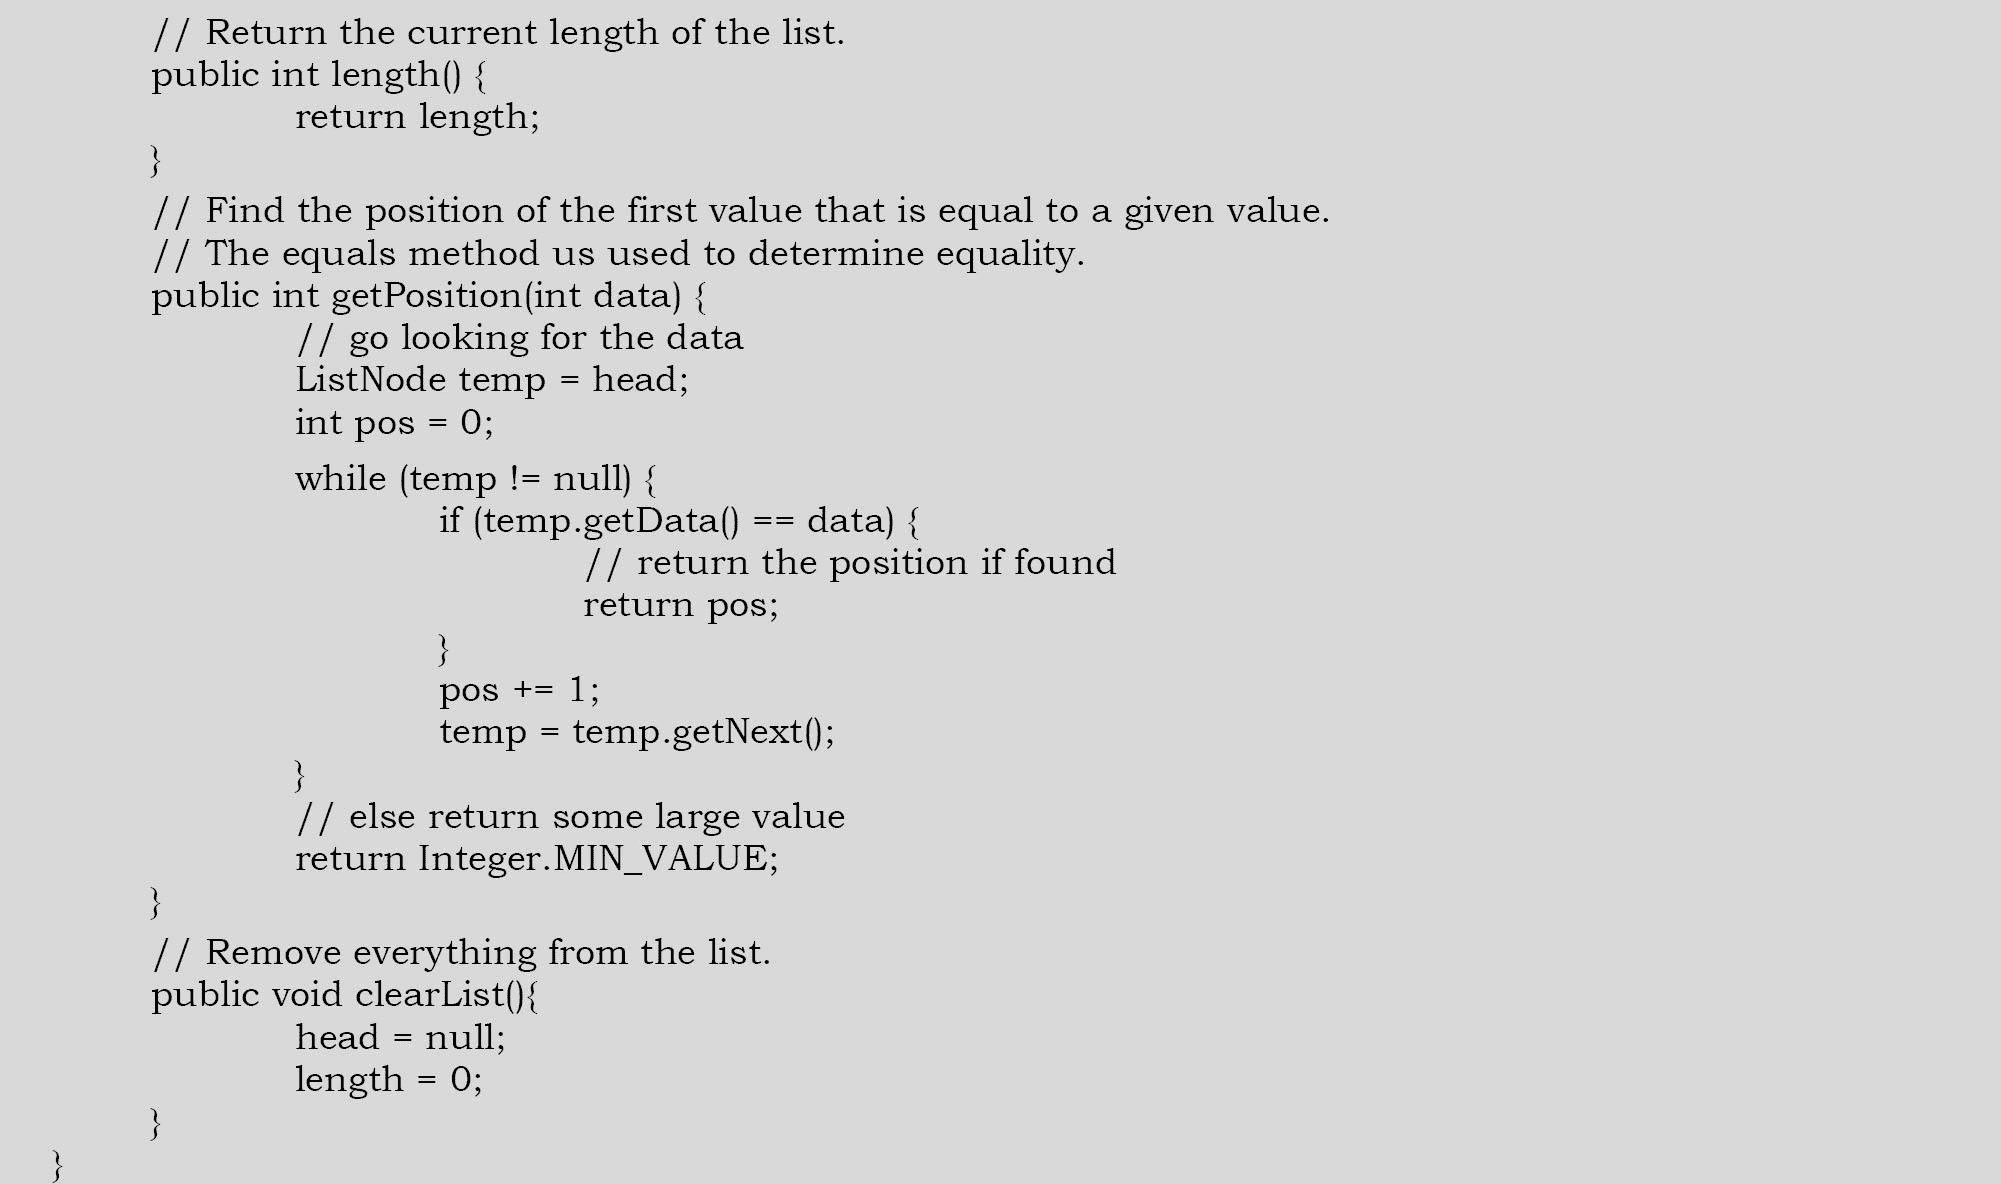 // Return the current length of the list.
public int length() {
return length;
}
// Find the position of the first value that is equal to a given value.
// The equals method us used to determine equality.
public int getPosition(int data) {
// go looking for the data
ListNode temp = head;
int pos = 0;
while (temp != null) {
if (temp.getData() == data) {
// return the position if found
return pos;
}
pos += 1;
temp = temp.getNext();
}
// else return some large value
return Integer.MIN_VALUE;
}
// Remove everything from the list.
public void clearList(){
head = null;
length = 0;
}
}